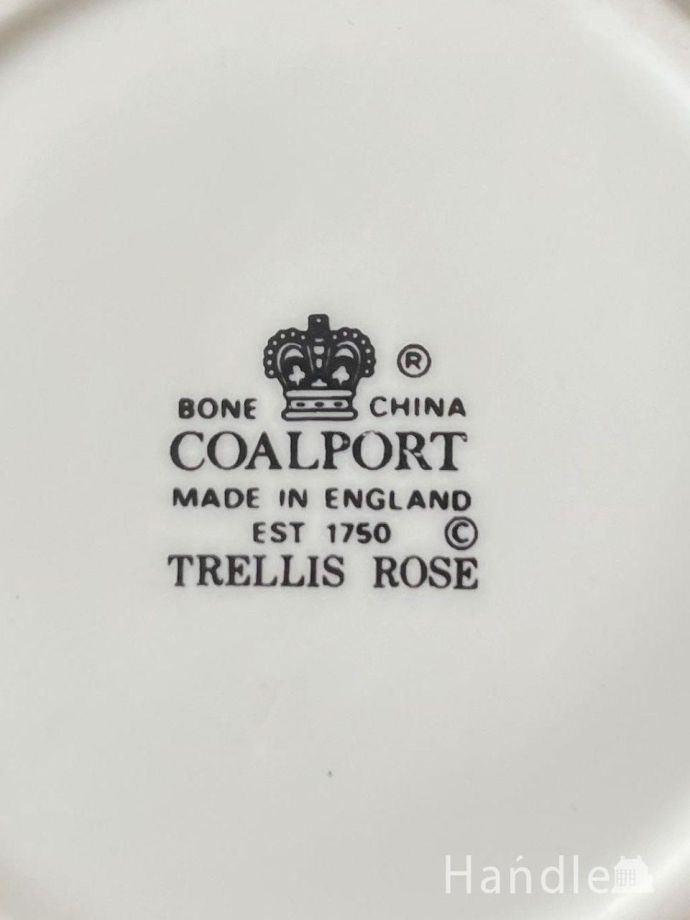 ®
BONE CHINA
COALPORT
MADE IN ENGLAND
EST 1750 ©
TRELLIS ROSE
Handle